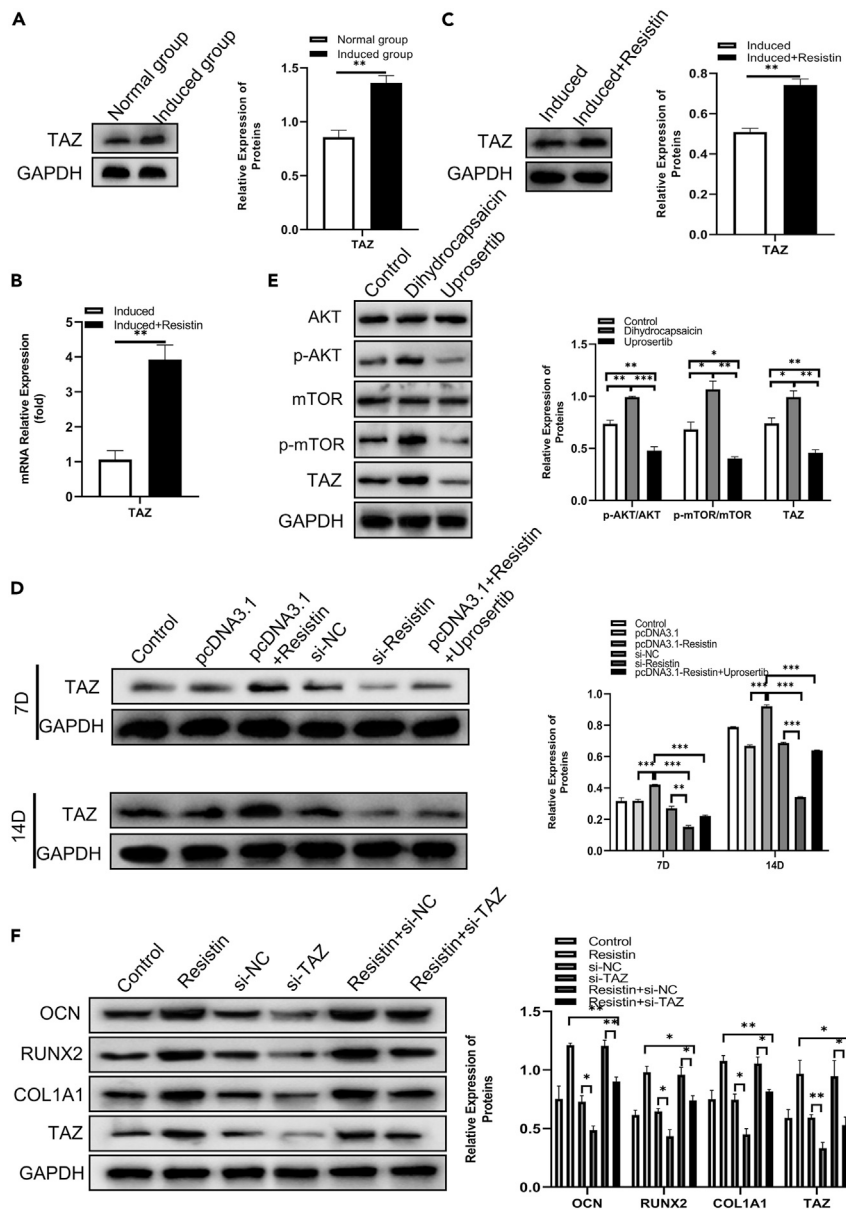 A
Normal group
Induced group
TAZ
GAPDH
Normal group
Induced group
**
Relative Expression of
Proteins
1.5
1.0
0.5
0.0
TAZ
C
Induced
Induced+Resistin
TAZ
GAPDH
Induced
Induced+Resistin
**
Relative Expression of
Proteins
0.8
0.6
0.4
0.2
0.0
TAZ
B
Induced
Induced+Resistin
**
mRNA Relative Expression
(fold)
5
4
3
2
1
0
TAZ
E
Control
Dihydrocapsaicin
Uprosertib
AKT
p-AKT
mTOR
p-mTOR
TAZ
GAPDH
Control
Dihydrocapsaicin
Uprosertib
Relative Expression of
Proteins
1.5
1.0
0.5
0.0
**
** ***
*
* **
**
* **
p-AKT/AKT
p-mTOR/mTOR
TAZ
D
Control
pcDNA3.1
pcDNA3.1
+Resistin
si-NC
si-Resistin
pcDNA3.1+Resistin
+Uprosertib
7D
TAZ
GAPDH
14D
TAZ
GAPDH
Control
pcDNA3.1
pcDNA3.1-Resistin
si-NC
si-Resistin
pcDNA3.1-Resistin+Uprosertib
Relative Expression of
Proteins
1.0
0.8
0.6
0.4
0.2
0.0
***
*** ***
**
***
*** ***
***
7D
14D
F
Control
Resistin
si-NC
si-TAZ
Resistin+si-NC
Resistin+si-TAZ
OCN
RUNX2
COL1A1
TAZ
GAPDH
Control
Resistin
si-NC
si-TAZ
Resistin+si-NC
Resistin+si-TAZ
Relative Expression of
Proteins
1.5
1.0
0.5
0.0
**
**
*
*
*
*
**
*
*
*
*
**
OCN
RUNX2
COL1A1
TAZ